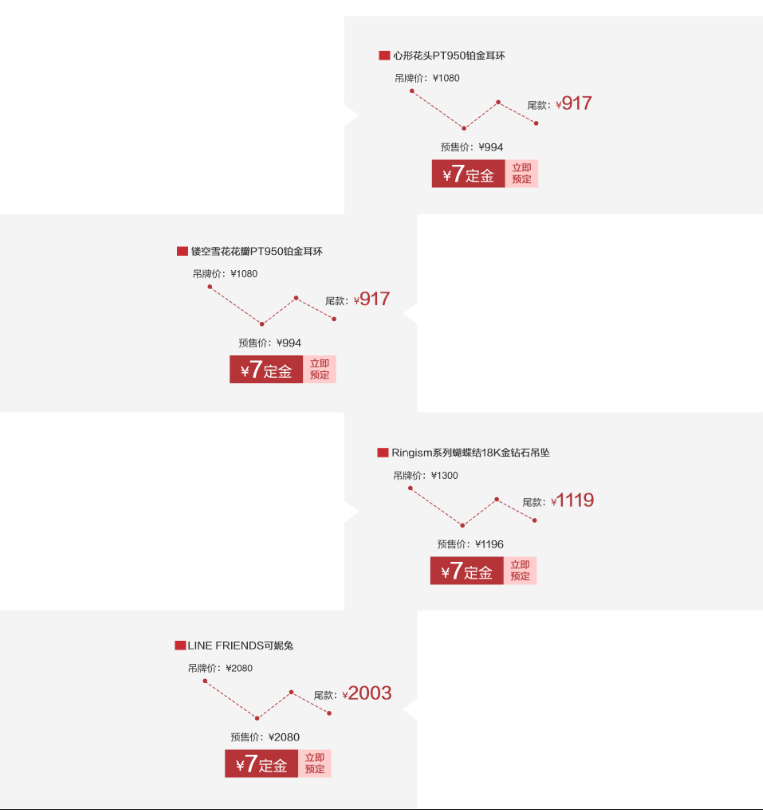 心形花头PT950铂金耳环
吊牌价：¥1080
尾款：¥917
预售价：¥994
¥7定金
立即
预定
镂空雪花花瓣PT950铂金耳环
吊牌价：¥1080
尾款：¥917
预售价：¥994
¥7定金
立即
预定
Ringism系列蝴蝶结18K金钻石吊坠
吊牌价：¥1300
尾款：¥1119
预售价：¥1196
¥7定金
立即
预定
LINE FRIENDS可妮兔
吊牌价：¥2080
尾款：¥2003
预售价：¥2080
¥7定金
立即
预定